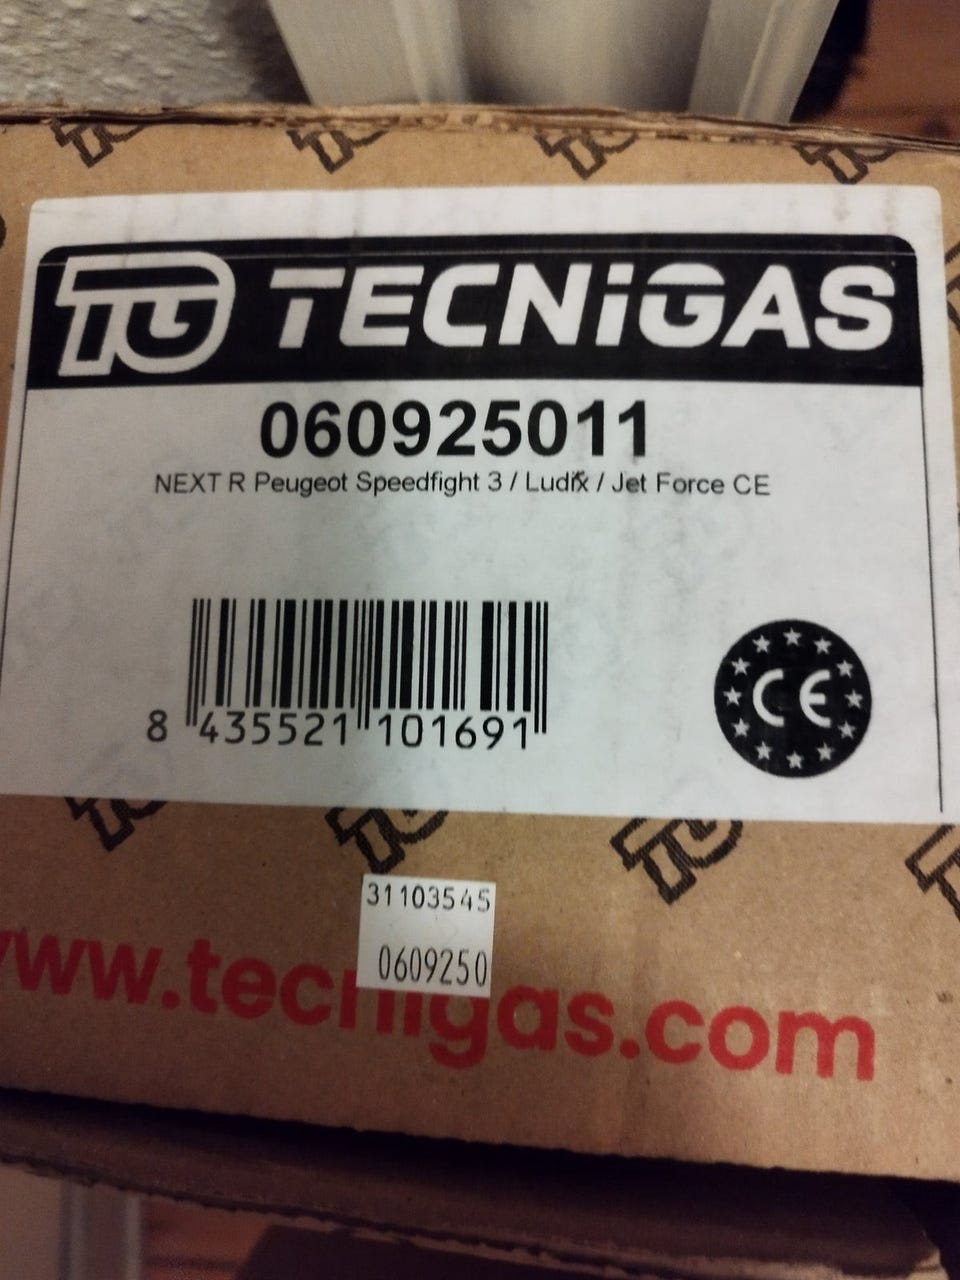 TG TECNiGAS
060925011
NEXT R Peugeot Speedfight 3 / Ludix / Jet Force CE
8 435521 101691
CE
31103545
0609250
www.tecnigas.com